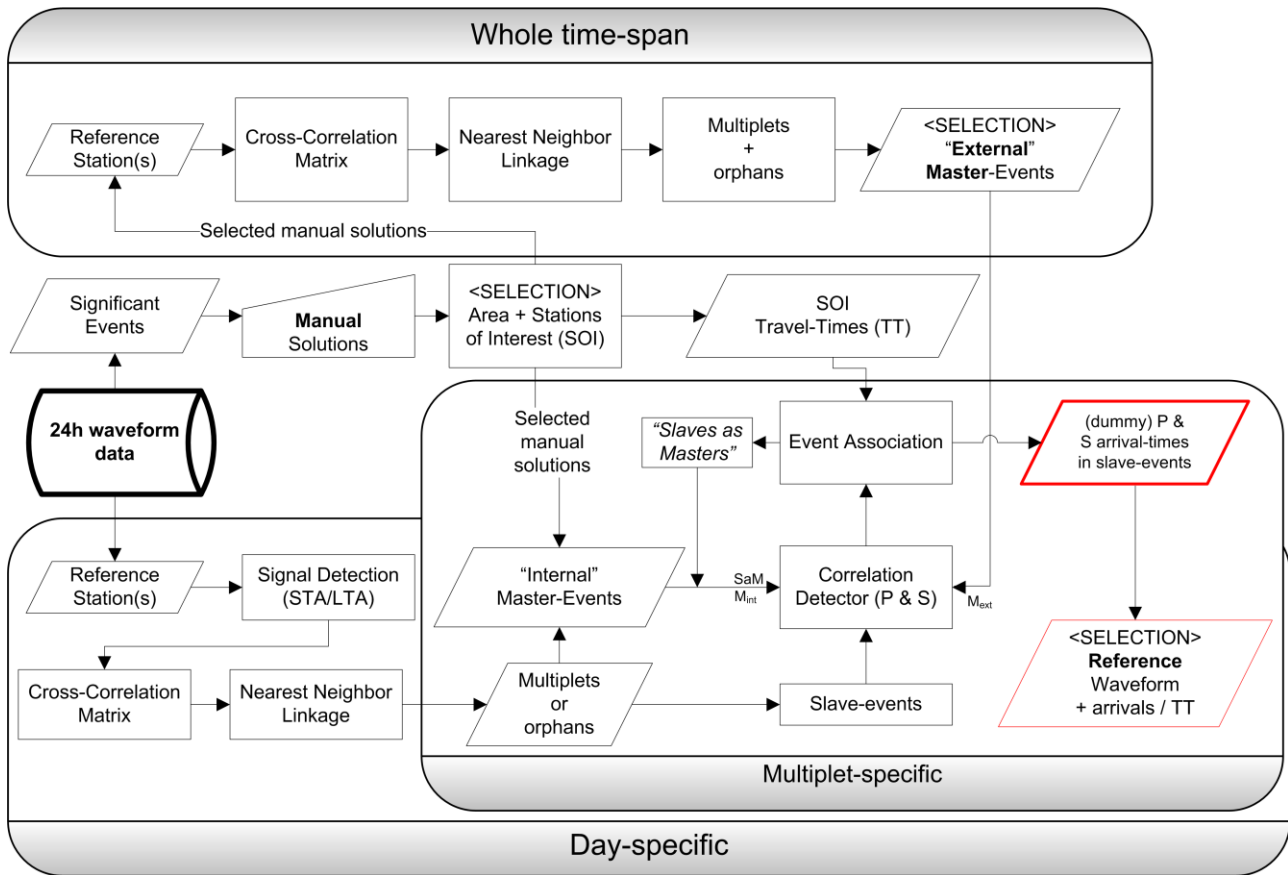 Whole time-span
Reference
Station(s)
Cross-Correlation
Matrix
Nearest Neighbor
Linkage
Multiplets
+
orphans
<SELECTION>
“External”
Master-Events
Selected manual solutions
Significant
Events
Manual
Solutions
<SELECTION>
Area + Stations
of Interest (SOI)
SOI
Travel-Times (TT)
24h waveform
data
Selected
manual
solutions
“Slaves as
Masters”
Event Association
(dummy) P &
S arrival-times
in slave-events
Reference
Station(s)
Signal Detection
(STA/LTA)
“Internal”
Master-Events
SaM
Mint
Correlation
Detector (P & S)
Mext
Cross-Correlation
Matrix
Nearest Neighbor
Linkage
Multiplets
or
orphans
Slave-events
<SELECTION>
Reference
Waveform
+ arrivals / TT
Multiplet-specific
Day-specific